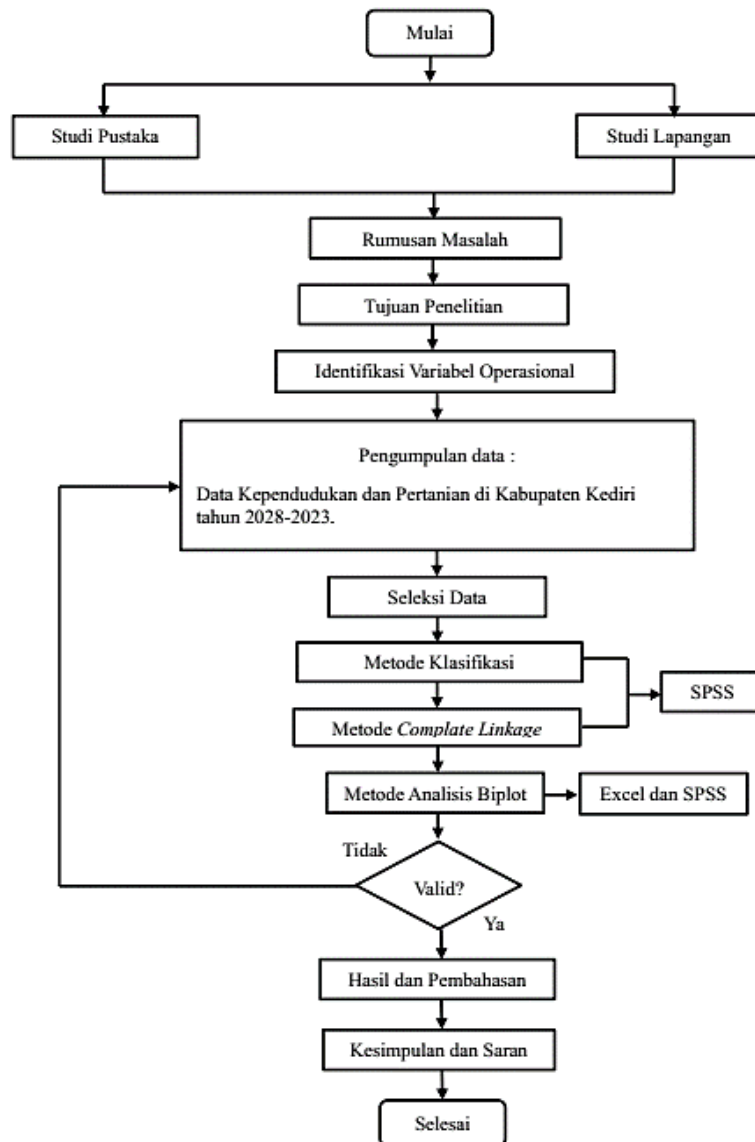 Mulai
Studi Pustaka
Studi Lapangan
Rumusan Masalah
Tujuan Penelitian
Identifikasi Variabel Operasional
Pengumpulan data :
Data Kependudukan dan Pertanian di Kabupaten Kediri
tahun 2028-2023.
Seleksi Data
Metode Klasifikasi
SPSS
Metode Complate Linkage
Metode Analisis Biplot
Excel dan SPSS
Tidak
Valid?
Ya
Hasil dan Pembahasan
Kesimpulan dan Saran
Selesai